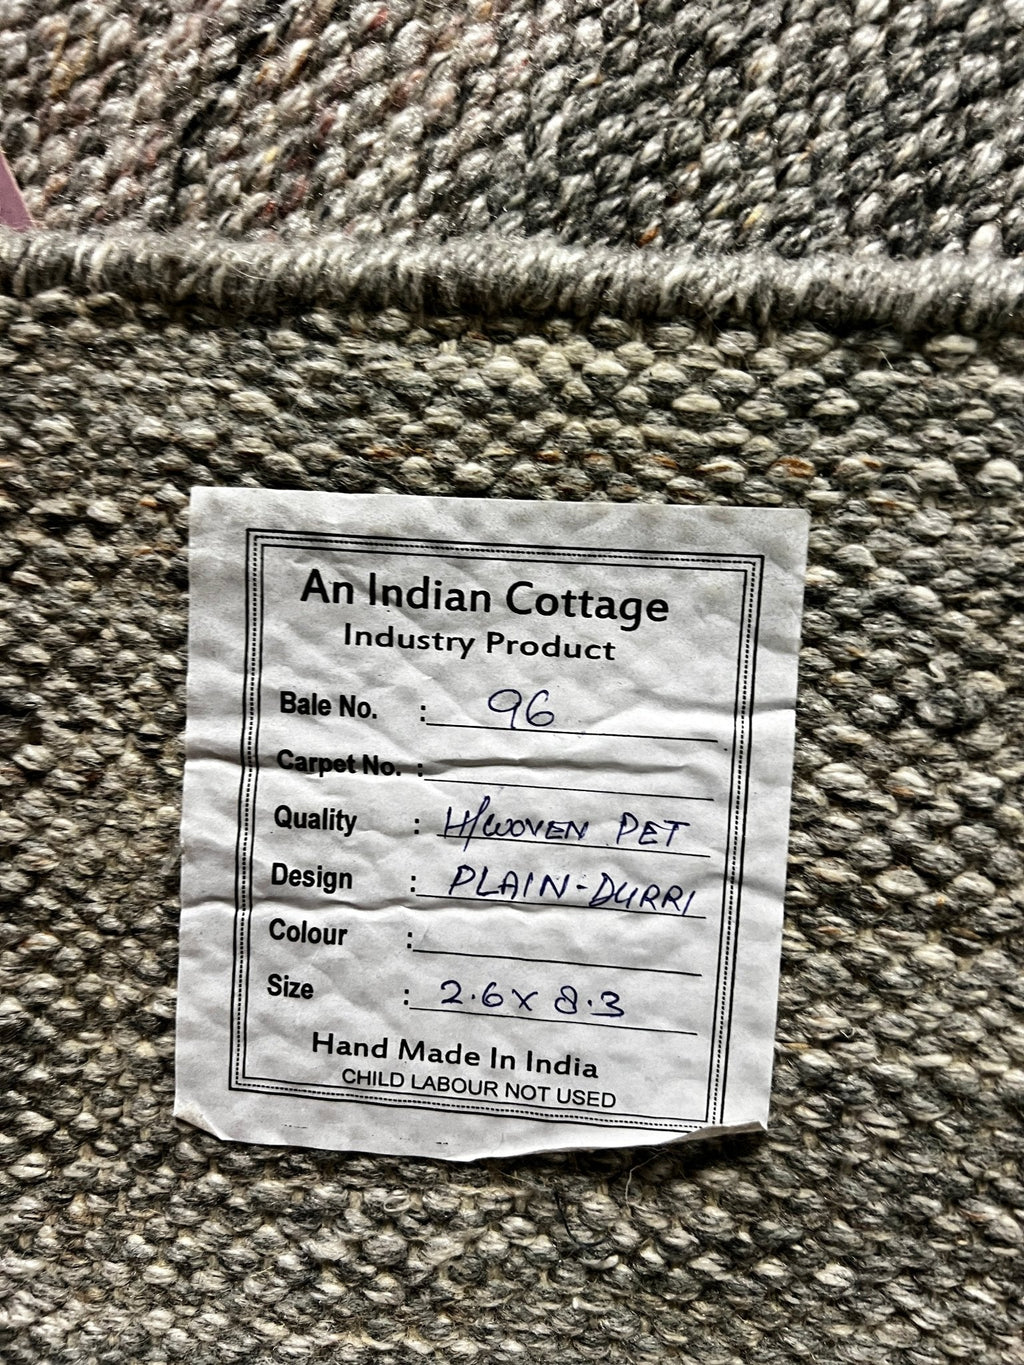 An Indian Cottage
Industry Product
Bale No. : 96
Carpet No. :
Quality : H/WOVEN PET
Design : PLAIN-DURRI
Colour :
Size : 2.6 x 8.3
Hand Made In India
CHILD LABOUR NOT USED